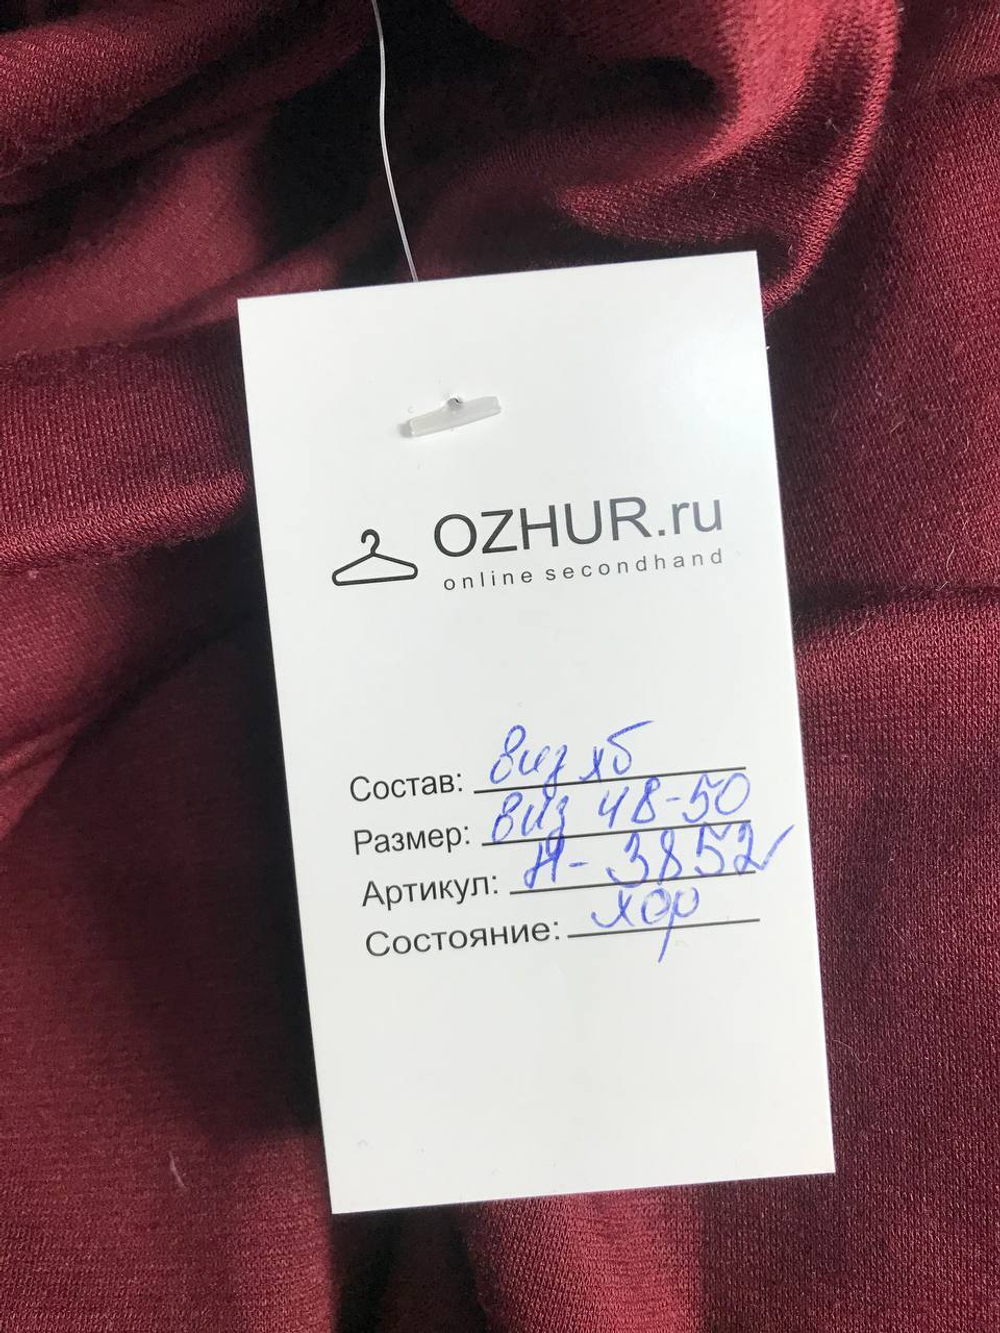 OZHUR.ru
online secondhand
Состав: виз хб
Размер: виз 48-50
Артикул: Н-3852
Состояние: хор